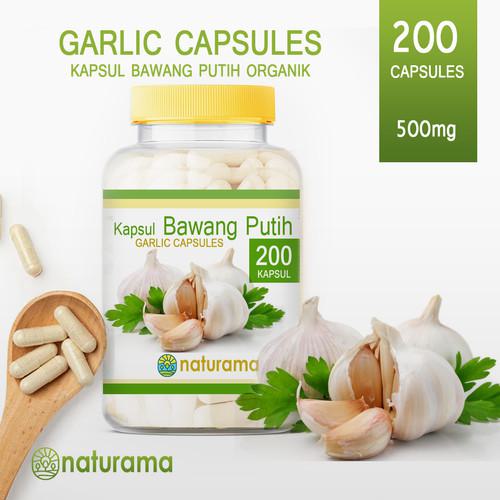 GARLIC CAPSULES
KAPSUL BAWANG PUTIH ORGANIK
200
CAPSULES
500mg
Kapsul Bawang Putih
GARLIC CAPSULES
200
KAPSUL
naturama
naturama